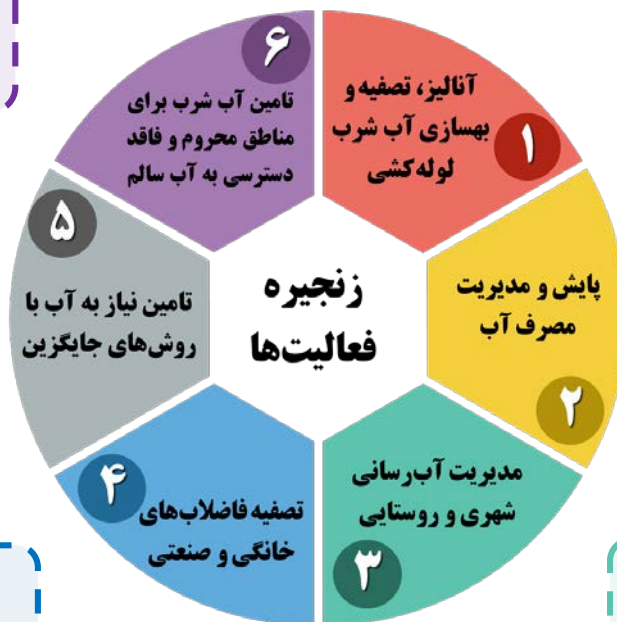 زنجیره
فعالیت‌ها
۱
آنالیز، تصفیه و
بهسازی آب شرب
لوله‌کشی
۲
پایش و مدیریت
مصرف آب
۳
مدیریت آب‌رسانی
شهری و روستایی
۴
تصفیه فاضلاب‌های
خانگی و صنعتی
۵
تامین نیاز به آب با
روش‌های جایگزین
۶
تامین آب شرب برای
مناطق محروم و فاقد
دسترسی به آب سالم